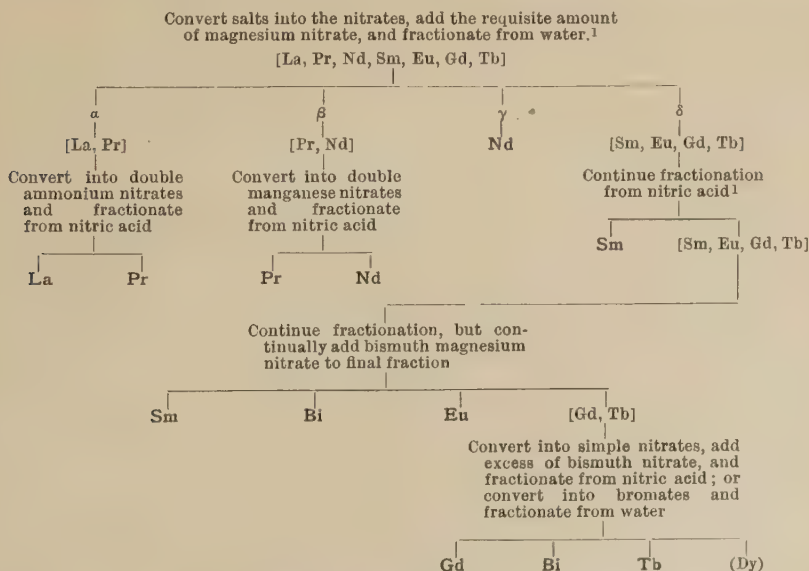 Convert salts into the nitrates, add the requisite amount
of magnesium nitrate, and fractionate from water.¹
[La, Pr, Nd, Sm, Eu, Gd, Tb]
α
β
γ
δ
[La, Pr]
[Pr, Nd]
Nd
[Sm, Eu, Gd, Tb]
Convert into double
ammonium nitrates
and fractionate
from nitric acid
Convert into double
manganese nitrates
and fractionate
from nitric acid
Continue fractionation
from nitric acid¹
La
Pr
Pr
Nd
Sm
[Sm, Eu, Gd, Tb]
Continue fractionation, but con-
tinually add bismuth magnesium
nitrate to final fraction
Sm
Bi
Eu
[Gd, Tb]
Convert into simple nitrates, add
excess of bismuth nitrate, and
fractionate from nitric acid; or
convert into bromates and
fractionate from water
Gd
Bi
Tb
(Dy)